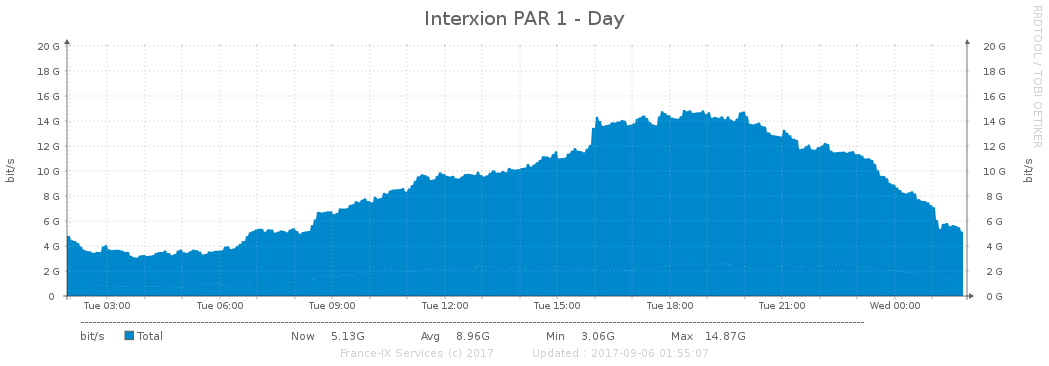 Interxion PAR 1 - Day
RRDTOOL / TOBI OETIKER
bit/s
20 G
18 G
16 G
14 G
12 G
10 G
8 G
6 G
4 G
2 G
0
20 G
18 G
16 G
14 G
12 G
10 G
8 G
6 G
4 G
2 G
0 G
bit/s
Tue 03:00 Tue 06:00 Tue 09:00 Tue 12:00 Tue 15:00 Tue 18:00 Tue 21:00 Wed 00:00
bit/s Total Now 5.13G Avg 8.96G Min 3.06G Max 14.87G
France-IX Services (c) 2017 Updated : 2017-09-06 01:55:07